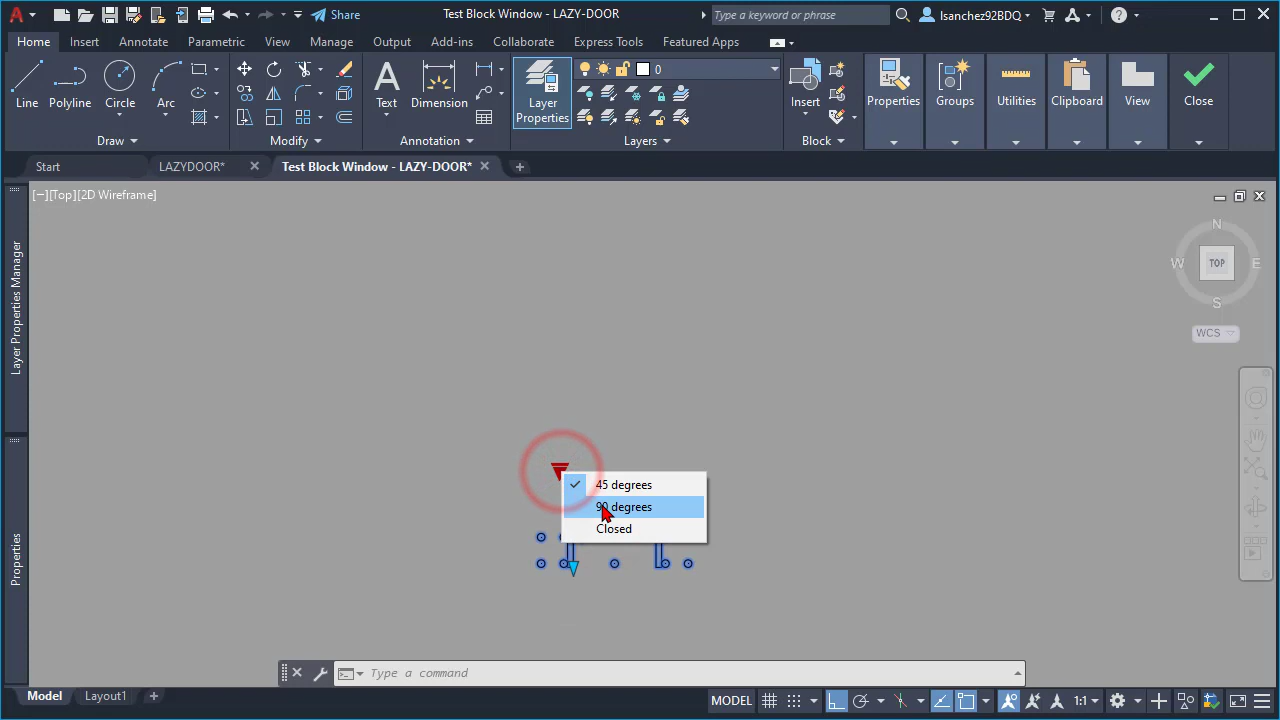 Share
Test Block Window - LAZY-DOOR
Type a keyword or phrase
lsanchez92BDQ
Home Insert Annotate Parametric View Manage Output Add-ins Collaborate Express Tools Featured Apps
0
Line Polyline Circle Arc Text Dimension Layer Properties Insert Properties Groups Utilities Clipboard View Close
Draw Modify Annotation Layers Block
Start LAZYDOOR* Test Block Window - LAZY-DOOR*
[−][Top][2D Wireframe]
N
W TOP E
S
WCS
Layer Properties Manager
Properties
45 degrees
90 degrees
Closed
Type a command
Model Layout1
MODEL 1:1